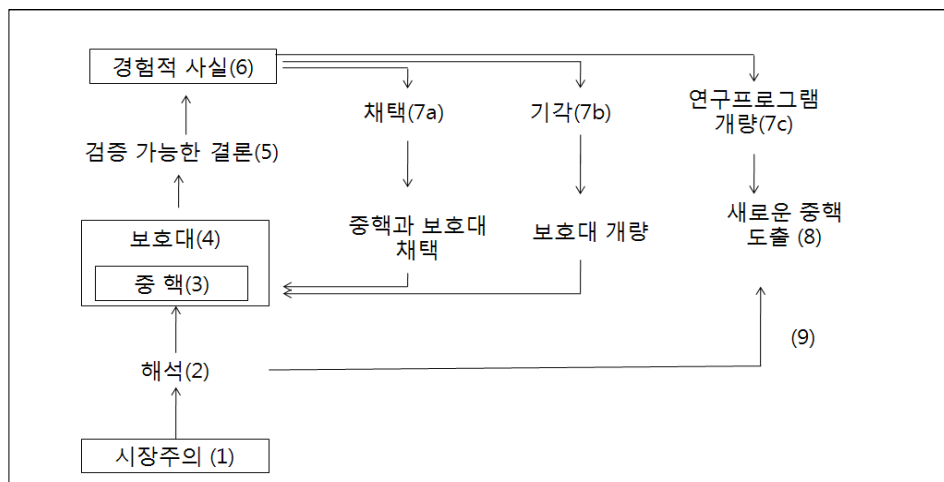 경험적 사실(6)
채택(7a)
기각(7b)
연구프로그램
개량(7c)
검증 가능한 결론(5)
보호대(4)
중 핵(3)
중핵과 보호대
채택
보호대 개량
새로운 중핵
도출 (8)
해석(2)
(9)
시장주의 (1)